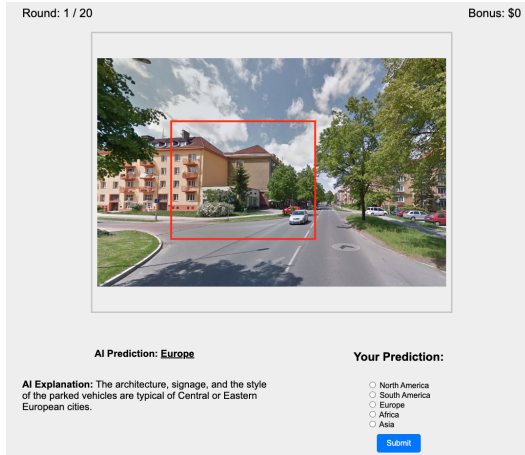 Round: 1 / 20
Bonus: $0
AI Prediction: Europe
Your Prediction:
AI Explanation: The architecture, signage, and the style
of the parked vehicles are typical of Central or Eastern
European cities.
North America
South America
Europe
Africa
Asia
Submit